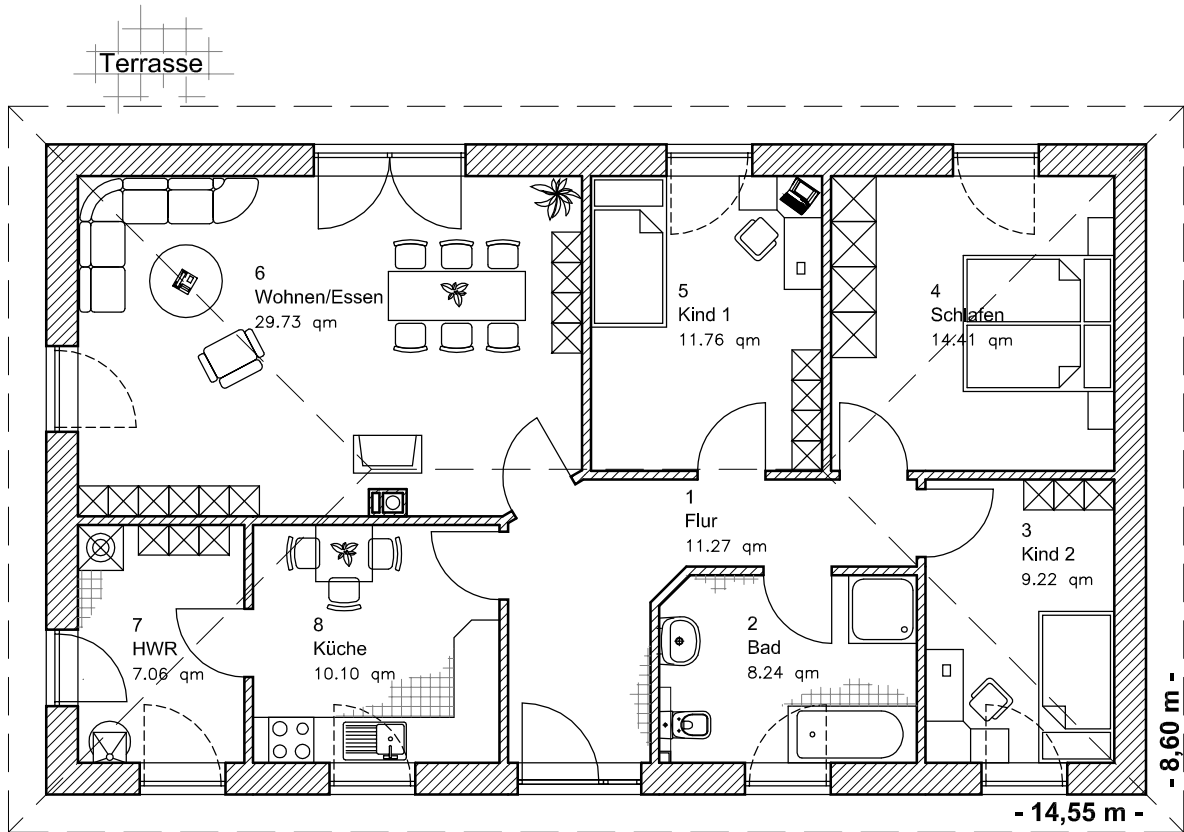 Terrasse
6
Wohnen/Essen
29.73 qm
5
Kind 1
11.76 qm
4
Schlafen
14.41 qm
1
Flur
11.27 qm
3
Kind 2
9.22 qm
7
HWR
7.06 qm
8
Küche
10.10 qm
2
Bad
8.24 qm
- 8,60 m -
- 14,55 m -